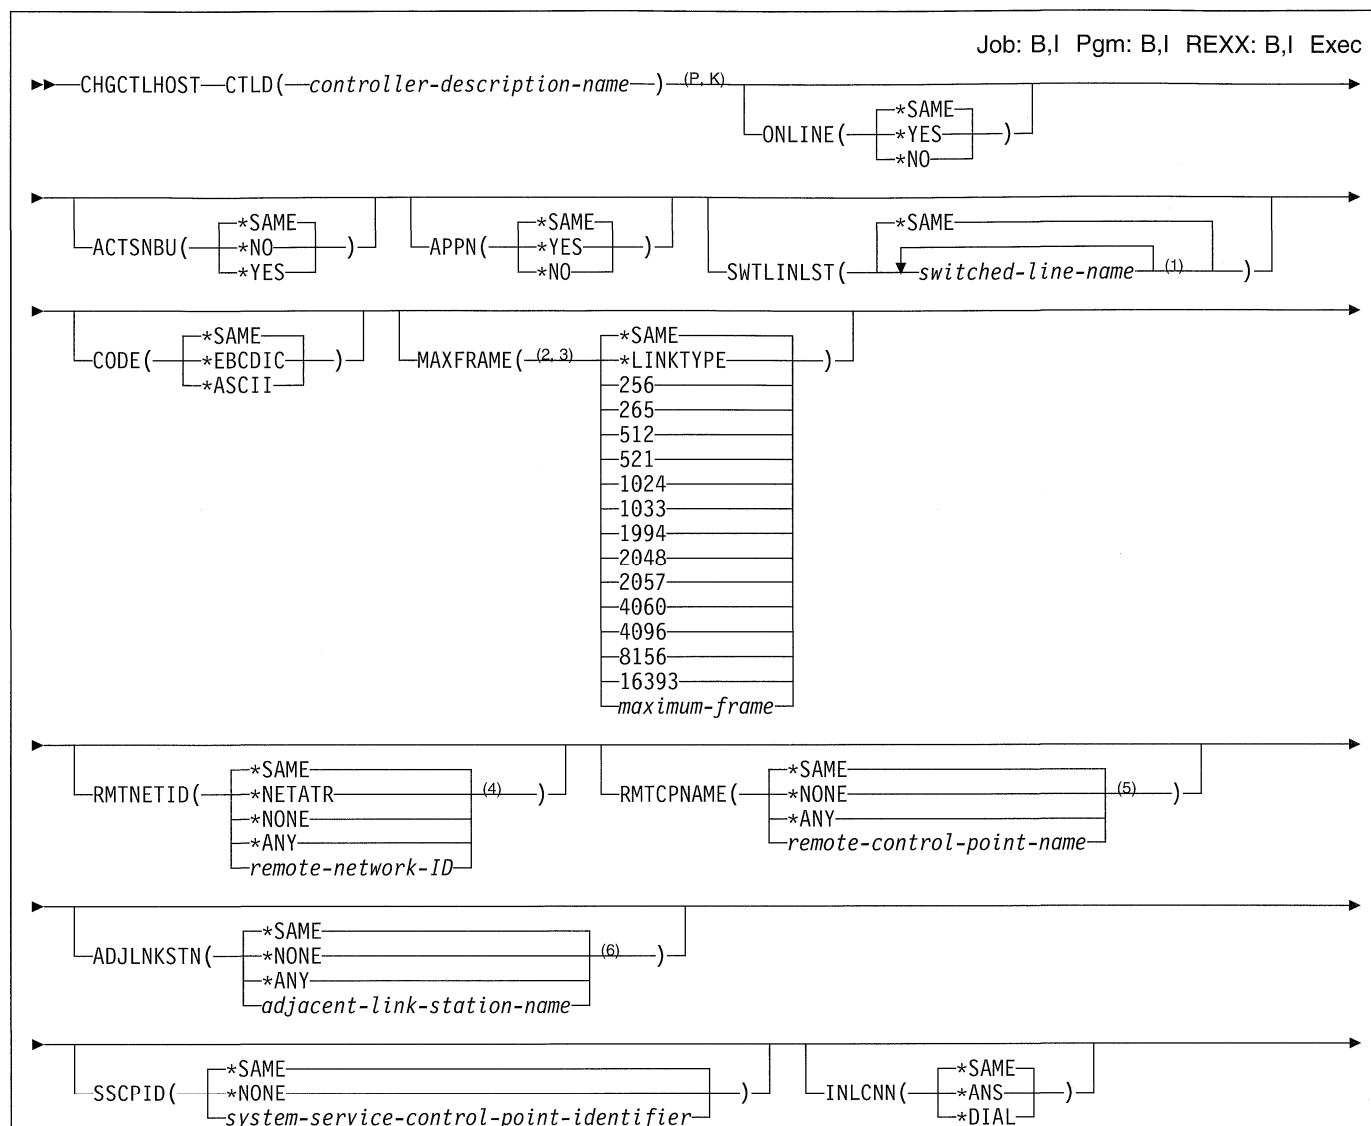 Job: B,I Pgm: B,I REXX: B,I Exec
CHGCTLHOST CTLD( controller-description-name ) (P, K)
ONLINE( *SAME *YES *NO )
ACTSNBU( *SAME *NO *YES )
APPN( *SAME *YES *NO )
SWTLINLST( *SAME switched-line-name (1) )
CODE( *SAME *EBCDIC *ASCII )
MAXFRAME( (2, 3) *SAME
*LINKTYPE )
256
265
512
521
1024
1033
1994
2048
2057
4060
4096
8156
16393
maximum-frame
RMTNETID( *SAME
*NETATR (4) )
*NONE
*ANY
remote-network-ID
RMTCPNAME( *SAME
*NONE (5) )
*ANY
remote-control-point-name
ADJLNKSTN( *SAME
*NONE (6) )
*ANY
adjacent-link-station-name
SSCPID( *SAME
*NONE )
system-service-control-point-identifier
INLCNN( *SAME
*ANS )
*DIAL